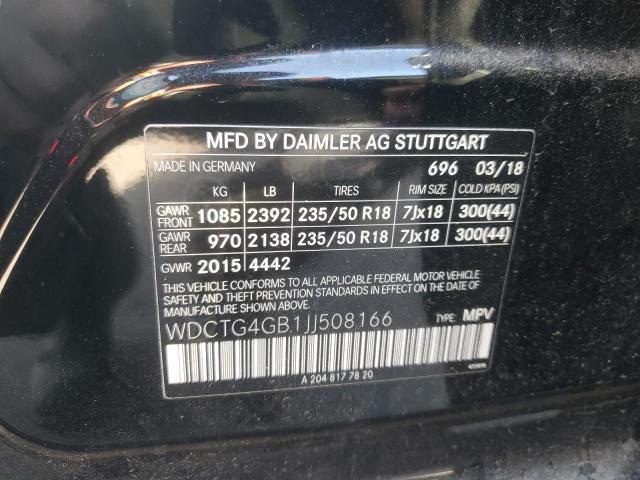 MFD BY DAIMLER AG STUTTGART
MADE IN GERMANY 696 03/18
KG LB TIRES RIM SIZE COLD KPA(PSI)
GAWR FRONT 1085 2392 235/50 R18 7Jx18 300(44)
GAWR REAR 970 2138 235/50 R18 7Jx18 300(44)
GVWR 2015 4442
THIS VEHICLE CONFORMS TO ALL APPLICABLE FEDERAL MOTOR VEHICLE
SAFETY AND THEFT PREVENTION STANDARDS IN EFFECT ON THE DATE OF
MANUFACTURE SHOWN ABOVE.
WDCTG4GB1JJ508166 TYPE: MPV
A 204 817 78 20